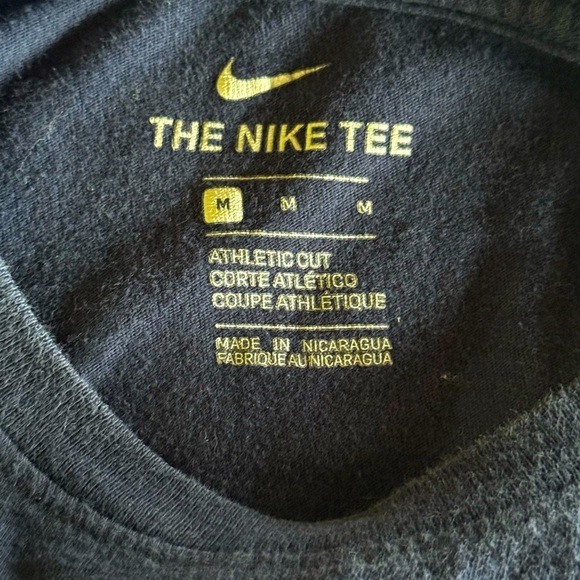 THE NIKE TEE
M M M
ATHLETIC CUT
CORTE ATLÉTICO
COUPE ATHLÉTIQUE
MADE IN NICARAGUA
FABRIQUE AU NICARAGUA